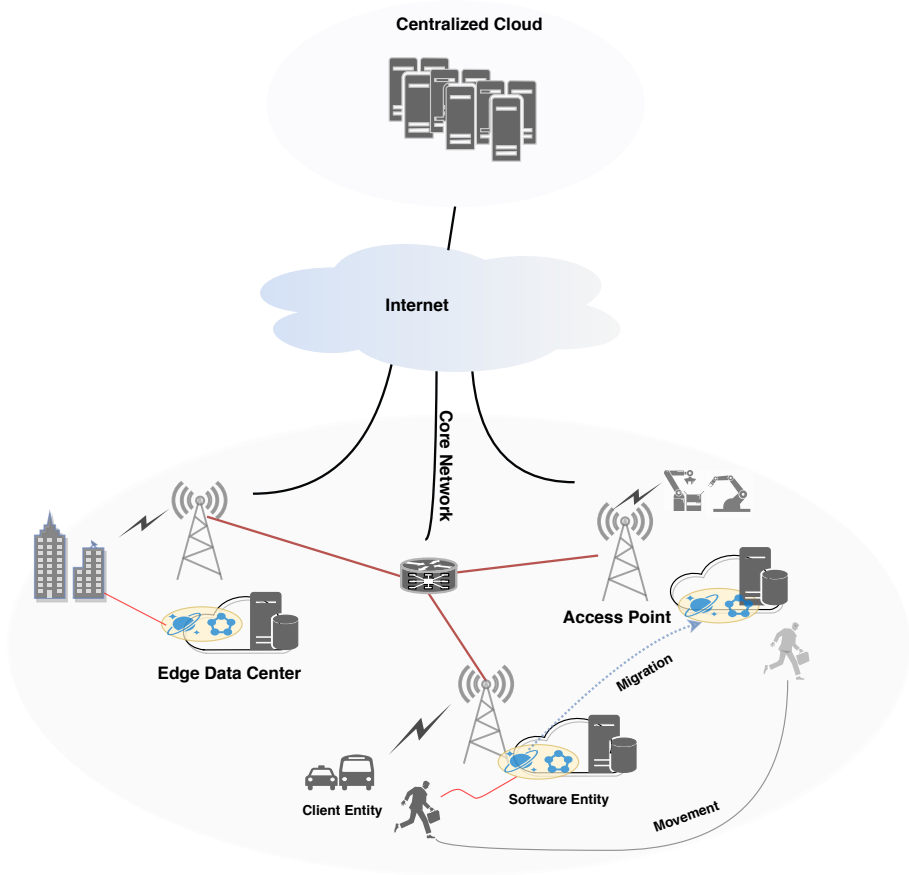 Centralized Cloud
Internet
Core Network
Access Point
Edge Data Center
Migration
Software Entity
Client Entity
Movement